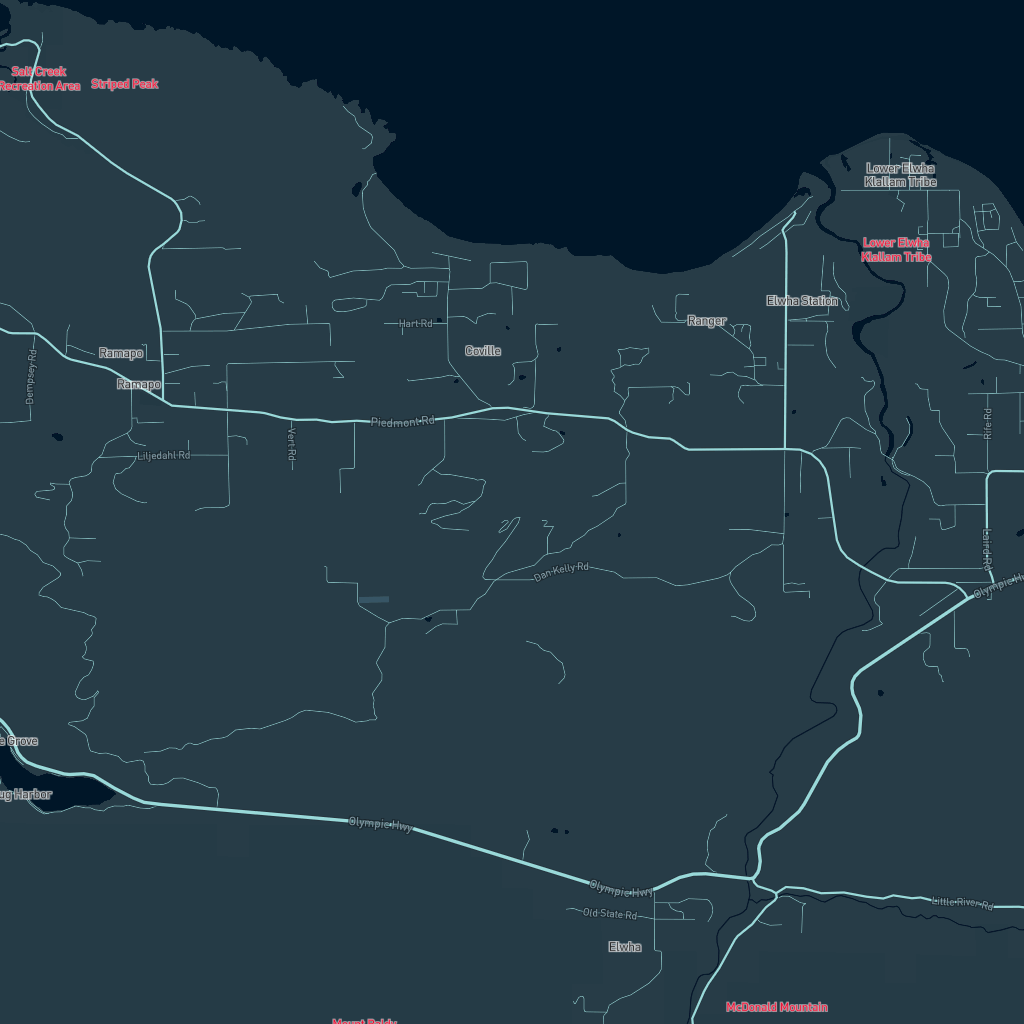 Salt Creek
Recreation Area
Striped Peak
Lower Elwha
Klallam Tribe
Lower Elwha
Klallam Tribe
Elwha Station
Ranger
Hart Rd
Coville
Ramapo
Ramapo
Dempsey Rd
Piedmont Rd
Vert Rd
Liljedahl Rd
Rife Rd
Laird Rd
Dan Kelly Rd
Olympic H
e Grove
ug Harbor
Olympic Hwy
Olympic Hwy
Old State Rd
Little River Rd
Elwha
McDonald Mountain
Mount Baldy